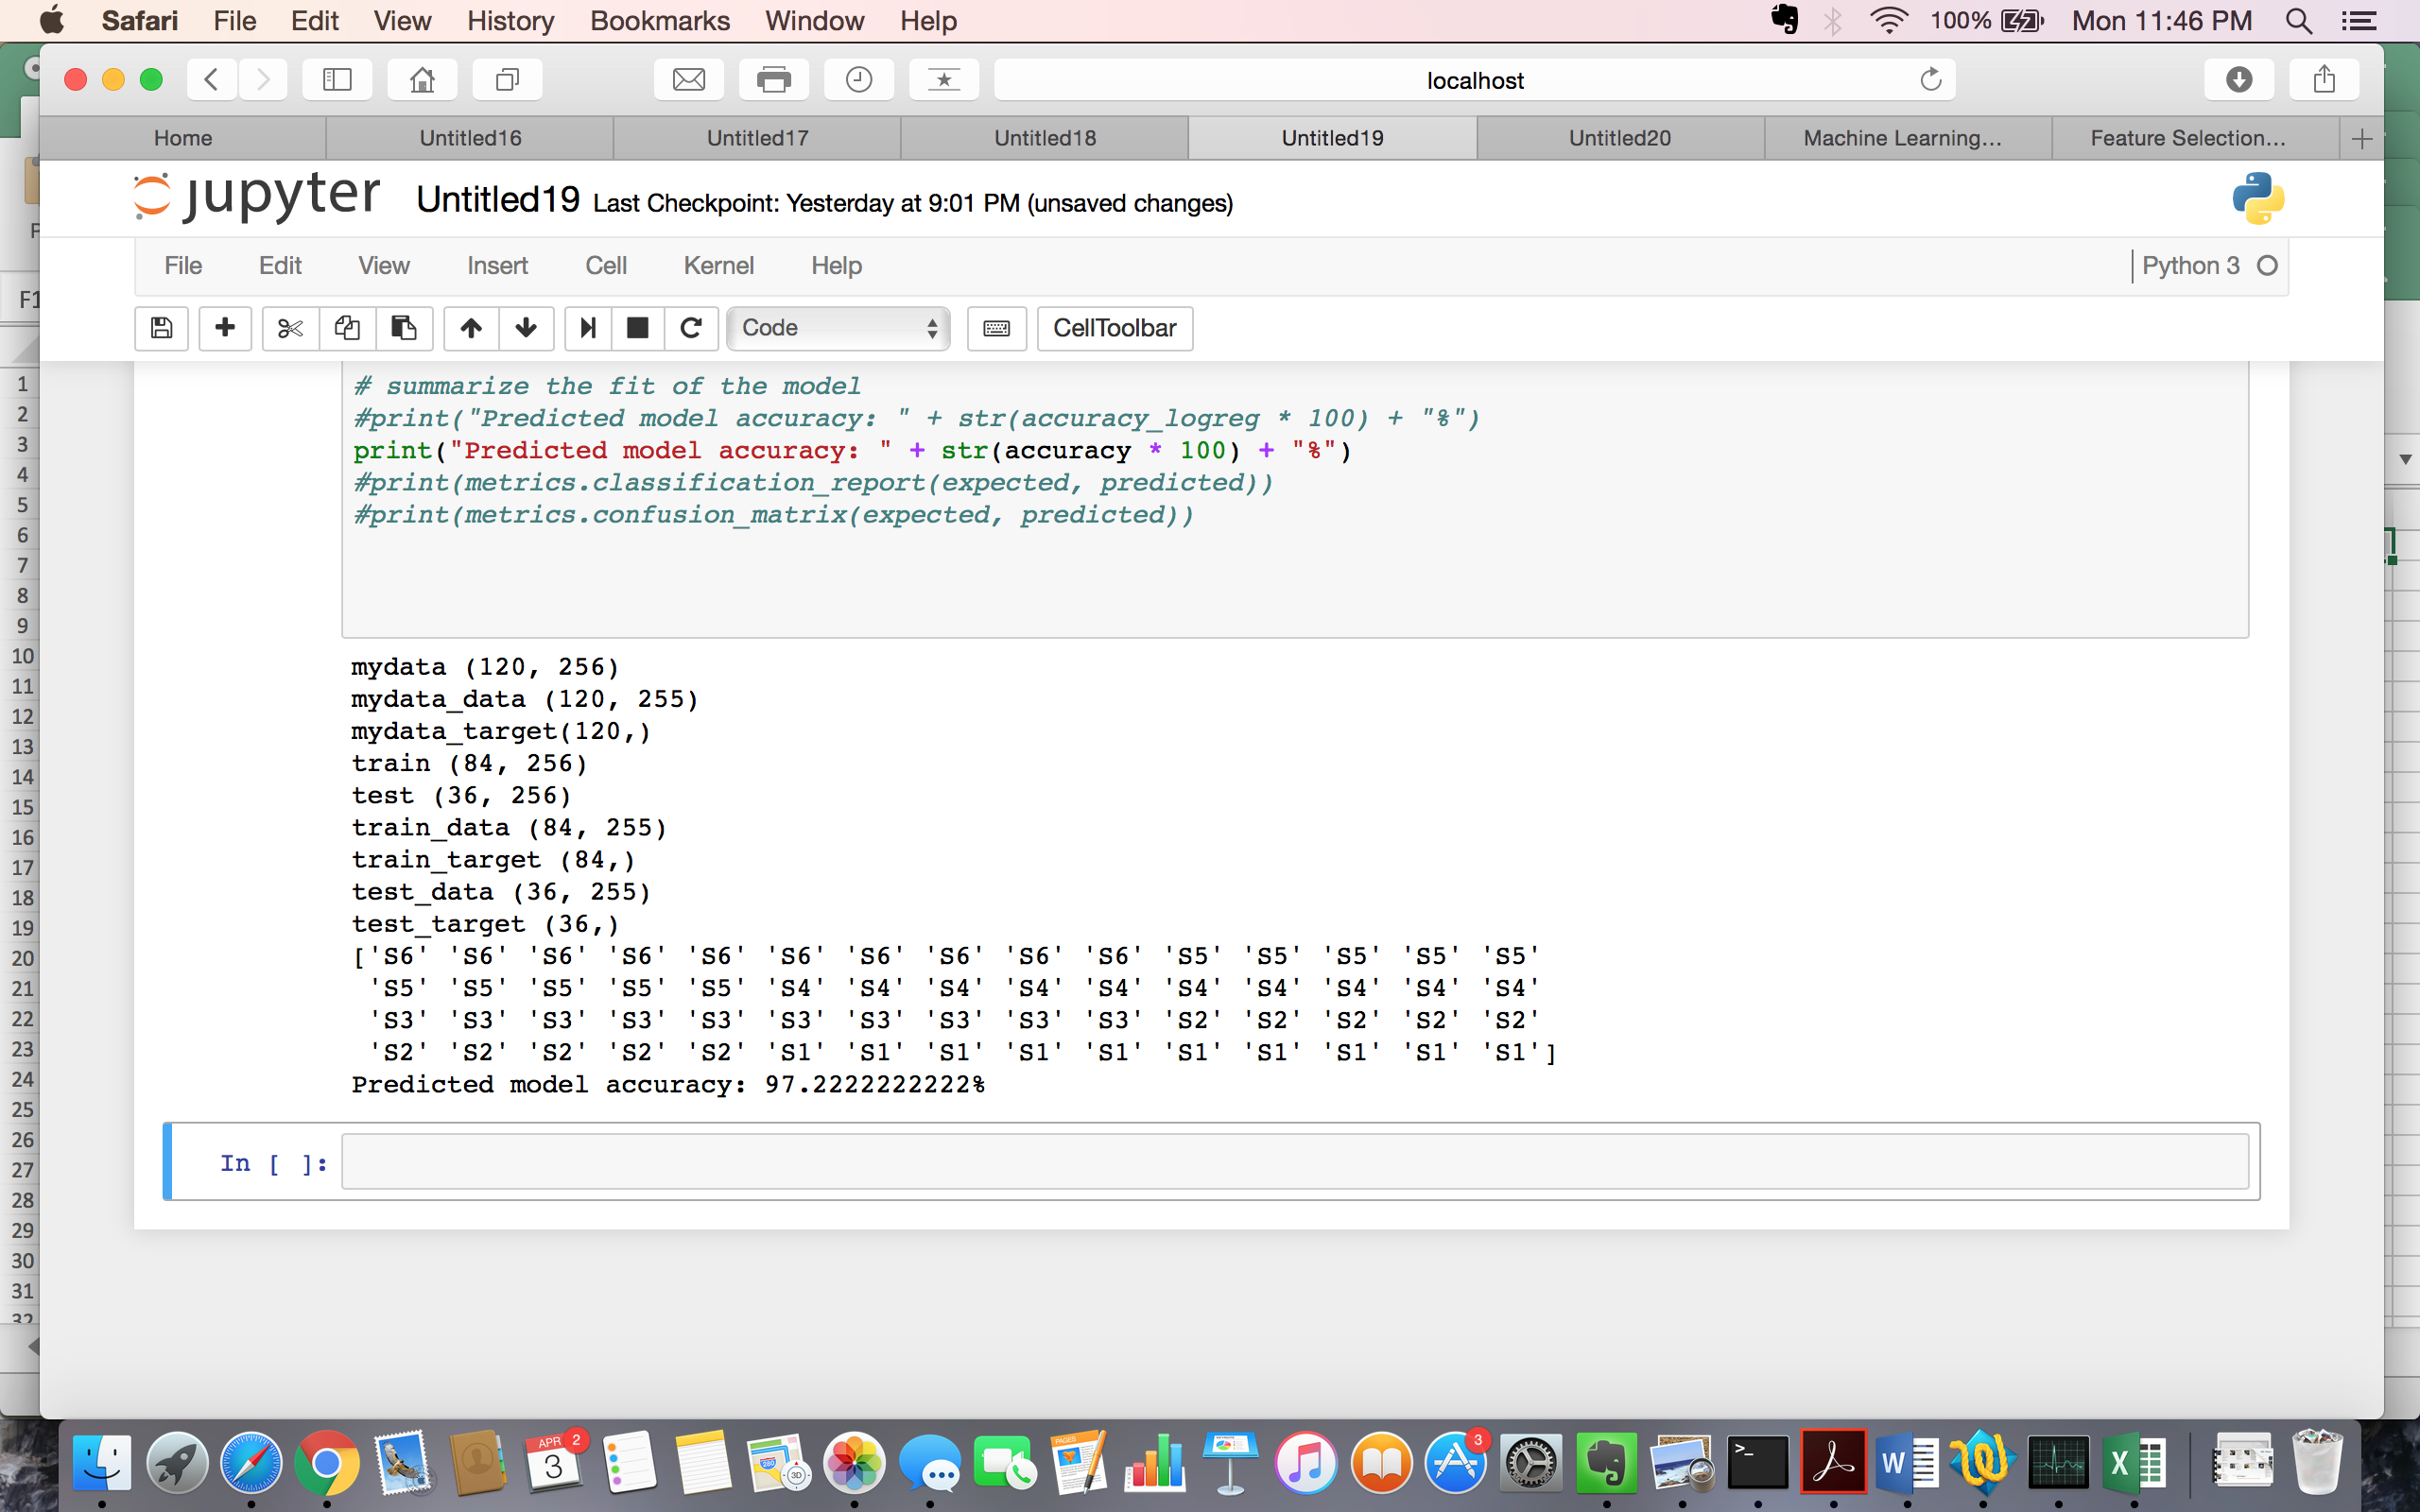 Safari File Edit View History Bookmarks Window Help 100% Mon 11:46 PM
localhost
Home Untitled16 Untitled17 Untitled18 Untitled19 Untitled20 Machine Learning... Feature Selection...
jupyter Untitled19 Last Checkpoint: Yesterday at 9:01 PM (unsaved changes)
File Edit View Insert Cell Kernel Help Python 3
Code CellToolbar
# summarize the fit of the model
#print("Predicted model accuracy: " + str(accuracy_logreg * 100) + "%")
print("Predicted model accuracy: " + str(accuracy * 100) + "%")
#print(metrics.classification_report(expected, predicted))
#print(metrics.confusion_matrix(expected, predicted))
mydata (120, 256)
mydata_data (120, 255)
mydata_target(120,)
train (84, 256)
test (36, 256)
train_data (84, 255)
train_target (84,)
test_data (36, 255)
test_target (36,)
['S6' 'S6' 'S6' 'S6' 'S6' 'S6' 'S6' 'S6' 'S6' 'S6' 'S5' 'S5' 'S5' 'S5' 'S5'
'S5' 'S5' 'S5' 'S5' 'S5' 'S4' 'S4' 'S4' 'S4' 'S4' 'S4' 'S4' 'S4' 'S4' 'S4'
'S3' 'S3' 'S3' 'S3' 'S3' 'S3' 'S3' 'S3' 'S3' 'S3' 'S2' 'S2' 'S2' 'S2' 'S2'
'S2' 'S2' 'S2' 'S2' 'S2' 'S1' 'S1' 'S1' 'S1' 'S1' 'S1' 'S1' 'S1' 'S1' 'S1']
Predicted model accuracy: 97.2222222222%
In [ ]:
1
2
3
4
5
6
7
8
9
10
11
12
13
14
15
16
17
18
19
20
21
22
23
24
25
26
27
28
29
30
31
32
APR 3 2
PAGES
3D
3
W
X